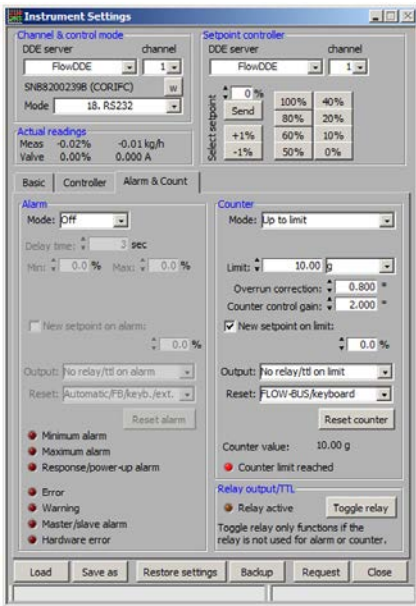 Instrument Settings
Channel & control mode
DDE server channel
FlowDDE 1
SNB8200239B (CORIFC) w
Mode 18. RS232
Setpoint controller
DDE server channel
FlowDDE 1
Select setpoint
0 %
Send
+1%
-1%
100% 40%
80% 20%
60% 10%
50% 0%
Actual readings
Meas -0.02% -0.01 kg/h
Valve 0.00% 0.000 A
Basic Controller Alarm & Count
Alarm
Mode: Off
Delay time: 3 sec
Min: 0.0 % Max: 0.0 %
New setpoint on alarm:
0.0 %
Output: No relay/ttl on alarm
Reset: Automatic/FB/keyb./ext.
Reset alarm
Minimum alarm
Maximum alarm
Response/power-up alarm
Error
Warning
Master/slave alarm
Hardware error
Counter
Mode: Up to limit
Limit: 10.00 g
Overrun correction: 0.800 *
Counter control gain: 2.000 *
New setpoint on limit:
0.0 %
Output: No relay/ttl on limit
Reset: FLOW-BUS/keyboard
Reset counter
Counter value: 10.00 g
Counter limit reached
Relay output/TTL
Relay active Toggle relay
Toggle relay only functions if the
relay is not used for alarm or counter.
Load Save as Restore settings Backup Request Close